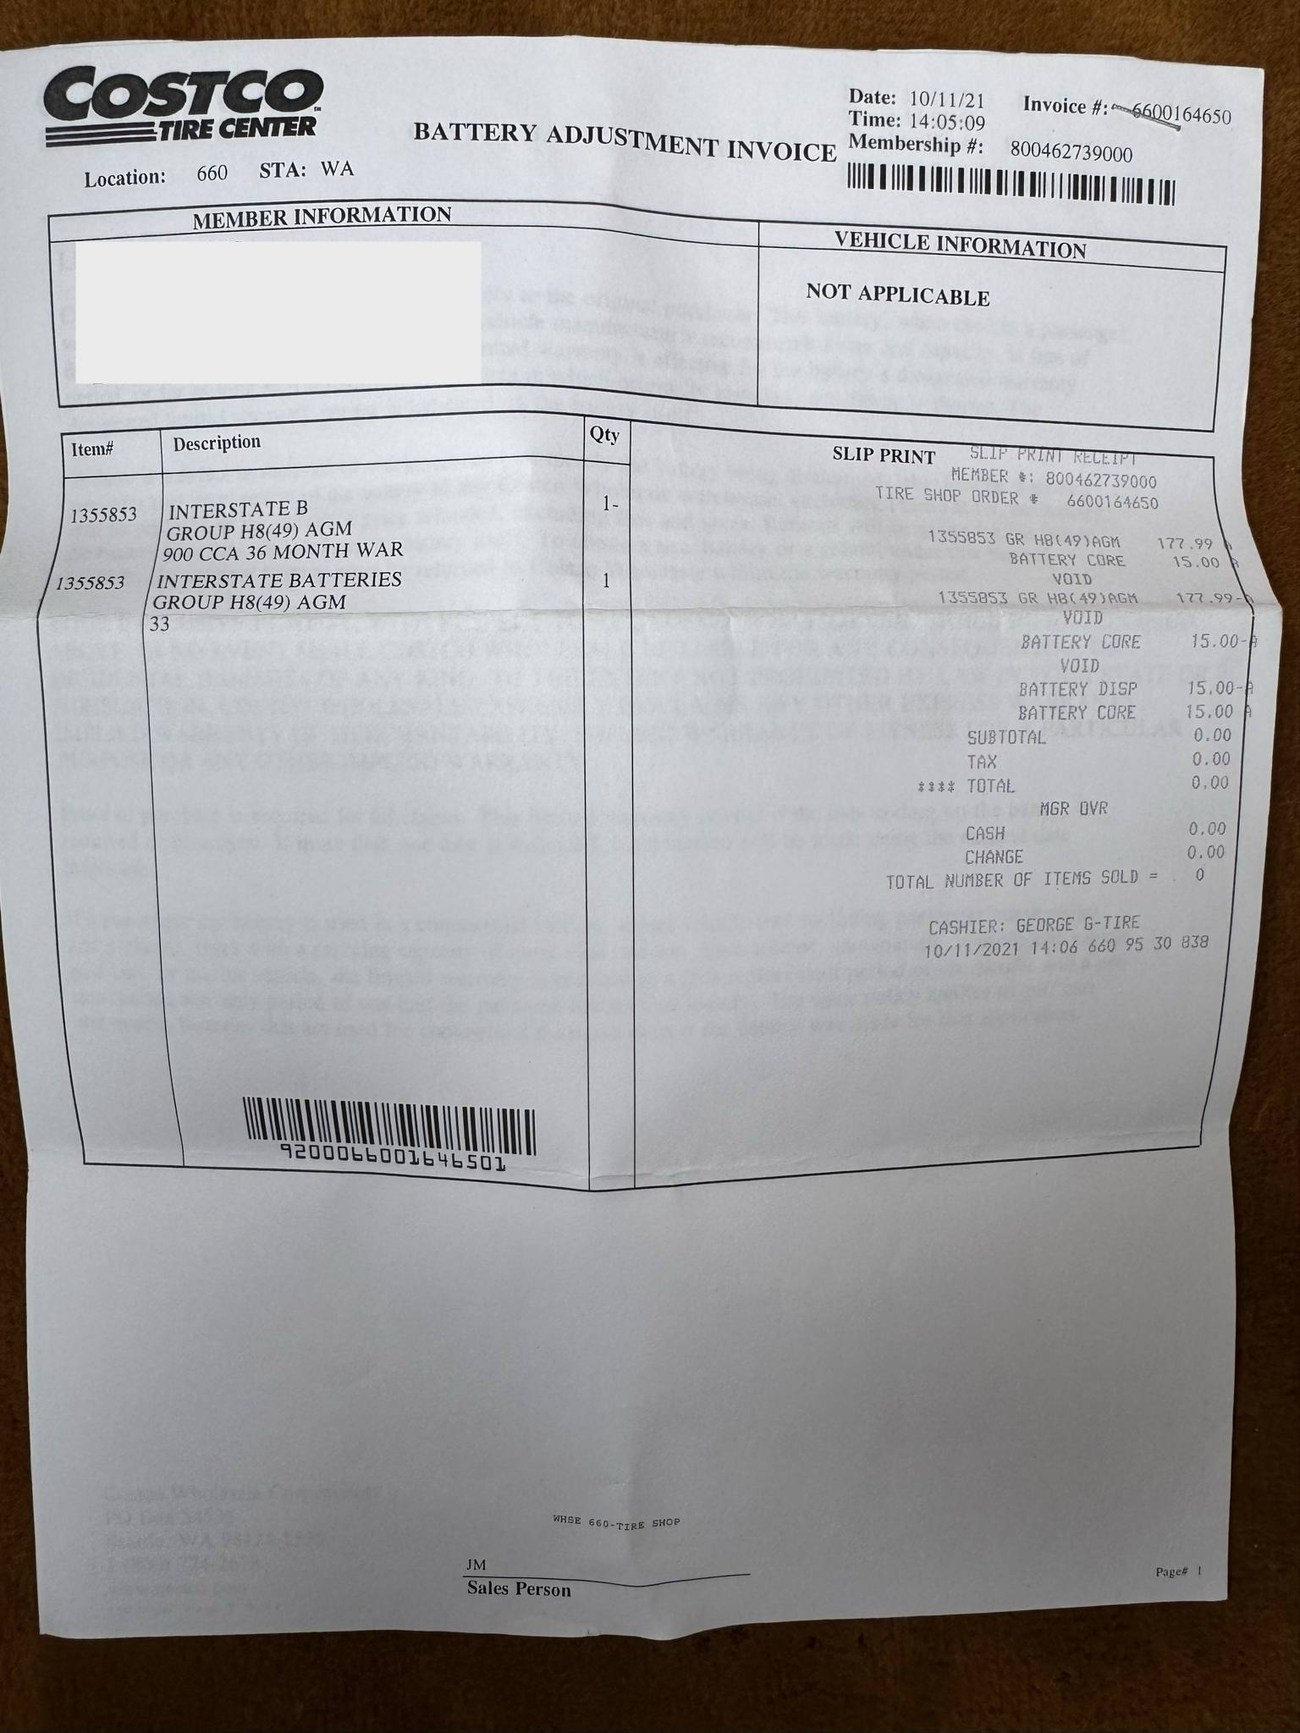 COSTCO
TIRE CENTER
Location: 660 STA: WA
BATTERY ADJUSTMENT INVOICE
Date: 10/11/21 Invoice #: 6600164650
Time: 14:05:09
Membership #: 800462739000
MEMBER INFORMATION
VEHICLE INFORMATION
NOT APPLICABLE
Item# Description Qty
1355853 INTERSTATE B 1-
GROUP H8(49) AGM
900 CCA 36 MONTH WAR
1355853 INTERSTATE BATTERIES 1
GROUP H8(49) AGM
33
9200066001646501
SLIP PRINT SLIP PRINT RECEIPT
MEMBER #: 800462739000
TIRE SHOP ORDER # 6600164650
1355853 GR H8(49)AGM 177.99 A
BATTERY CORE 15.00 A
VOID
1355853 GR H8(49)AGM 177.99-A
VOID
BATTERY CORE 15.00-A
VOID
BATTERY DISP 15.00-A
BATTERY CORE 15.00 A
SUBTOTAL 0.00
TAX 0.00
**** TOTAL 0.00
MGR OVR
CASH 0.00
CHANGE 0.00
TOTAL NUMBER OF ITEMS SOLD = 0
CASHIER: GEORGE G-TIRE
10/11/2021 14:06 660 95 30 838
WHSE 660-TIRE SHOP
JM
Sales Person
Page# 1